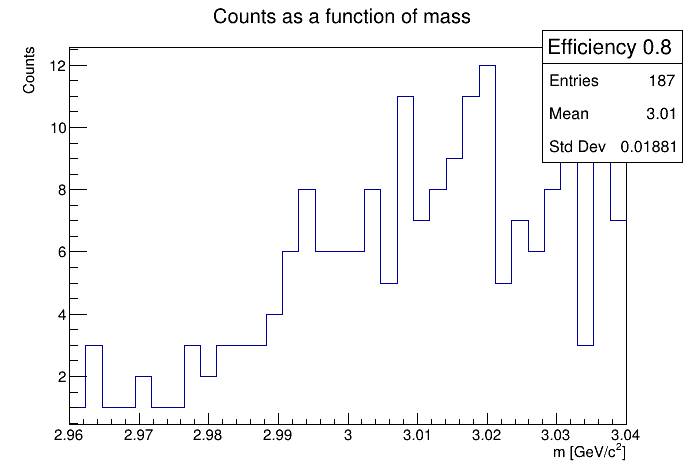 Counts as a function of mass
Efficiency 0.8
Entries 187
Mean 3.01
Std Dev 0.01881
Counts
12
10
8
6
4
2
2.96 2.97 2.98 2.99 3 3.01 3.02 3.03 3.04
m [GeV/c²]